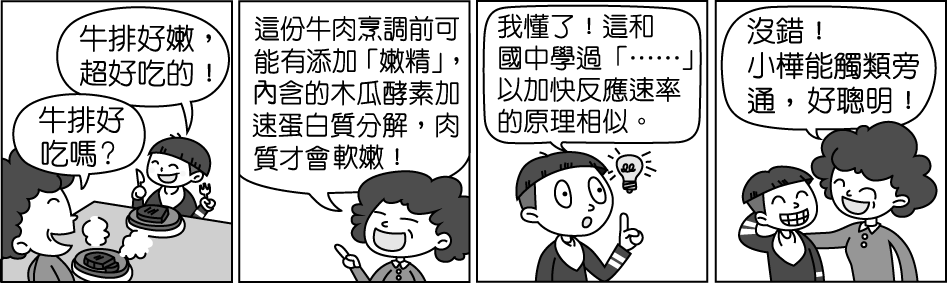 牛排好嫩，
超好吃的！
牛排好
吃嗎？
這份牛肉烹調前可
能有添加「嫩精」，
內含的木瓜酵素加
速蛋白質分解，肉
質才會軟嫩！
我懂了！這和
國中學過「……」
以加快反應速率
的原理相似。
沒錯！
小樺能觸類旁
通，好聰明！